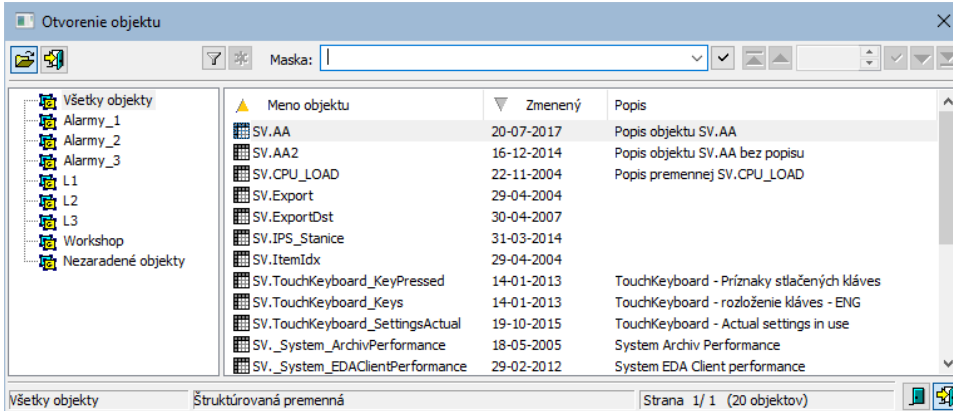 Otvorenie objektu
Maska:
Všetky objekty
Alarmy_1
Alarmy_2
Alarmy_3
L1
L2
L3
Workshop
Nezaradené objekty
Meno objektu Zmenený Popis
SV.AA 20-07-2017 Popis objektu SV.AA
SV.AA2 16-12-2014 Popis objektu SV.AA bez popisu
SV.CPU_LOAD 22-11-2004 Popis premennej SV.CPU_LOAD
SV.Export 29-04-2004
SV.ExportDst 30-04-2007
SV.IPS_Stanice 31-03-2014
SV.ItemIdx 29-04-2004
SV.TouchKeyboard_KeyPressed 14-01-2013 TouchKeyboard - Príznaky stlačených kláves
SV.TouchKeyboard_Keys 14-01-2013 TouchKeyboard - rozloženie kláves - ENG
SV.TouchKeyboard_SettingsActual 19-10-2015 TouchKeyboard - Actual settings in use
SV._System_ArchivPerformance 18-05-2005 System Archiv Performance
SV._System_EDAClientPerformance 29-02-2012 System EDA Client performance
Všetky objekty Štruktúrovaná premenná Strana 1/ 1 (20 objektov)